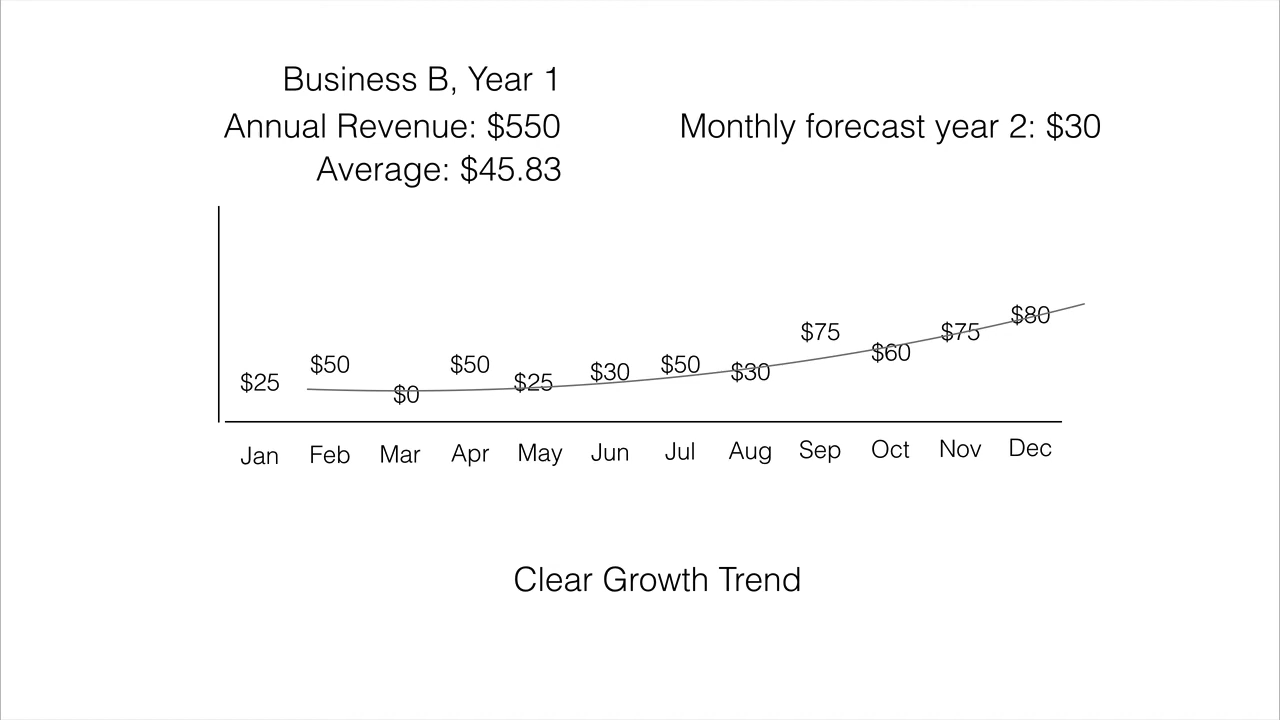 Business B, Year 1
Annual Revenue: $550
Monthly forecast year 2: $30
Average: $45.83
$25 $50 $0 $50 $25 $30 $50 $30 $75 $60 $75 $80
Jan Feb Mar Apr May Jun Jul Aug Sep Oct Nov Dec
Clear Growth Trend